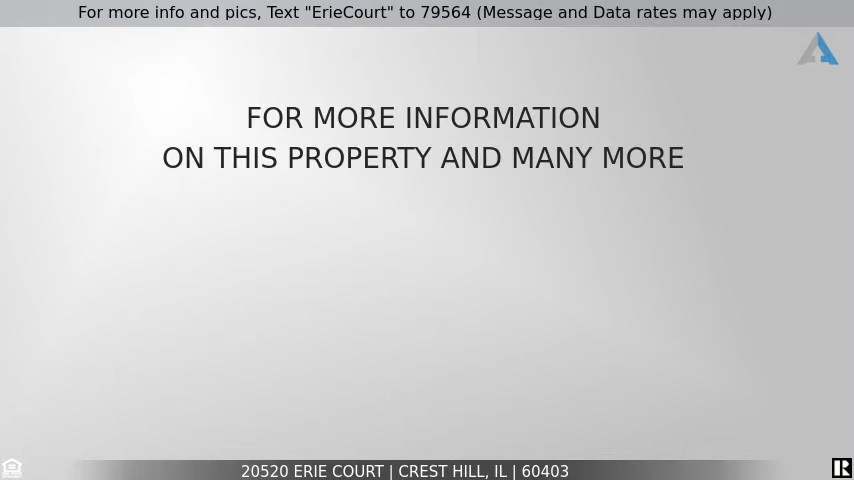 For more info and pics, Text "ErieCourt" to 79564 (Message and Data rates may apply)
FOR MORE INFORMATION
ON THIS PROPERTY AND MANY MORE
20520 ERIE COURT | CREST HILL, IL | 60403